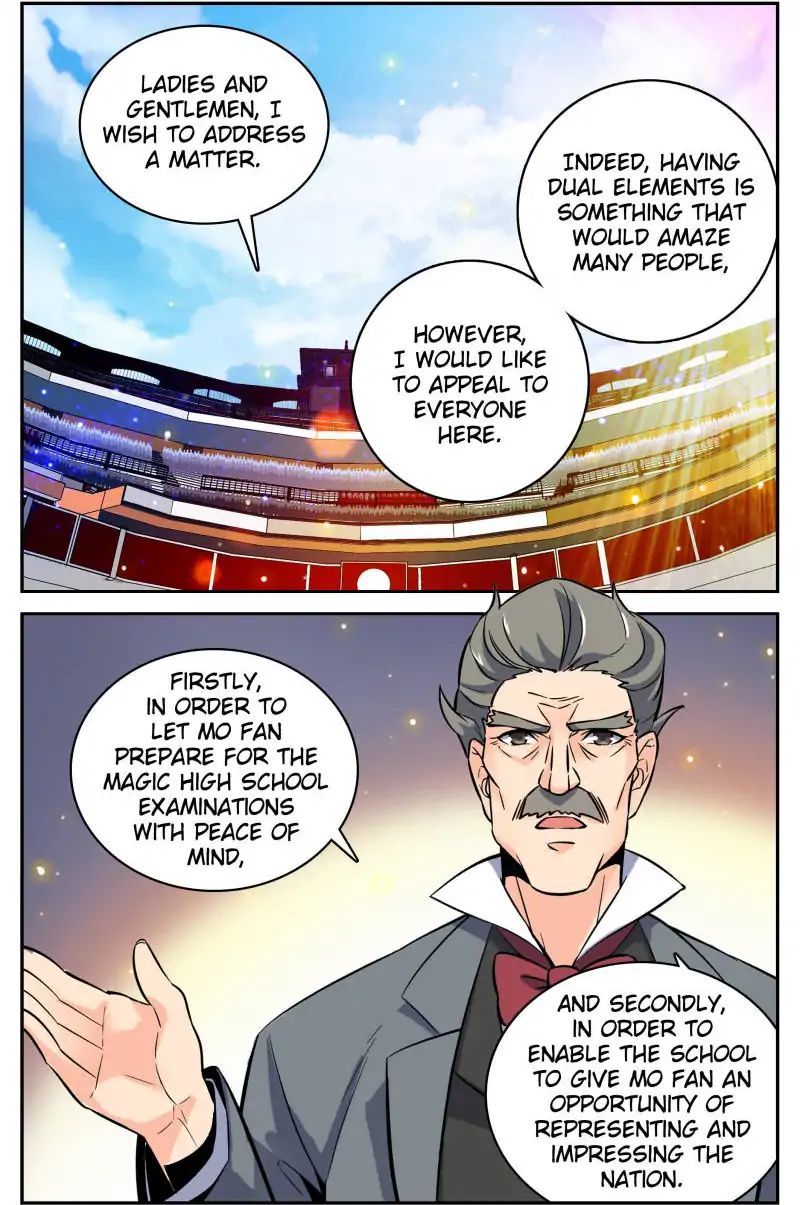 LADIES AND
GENTLEMEN, I
WISH TO ADDRESS
A MATTER.
INDEED, HAVING
DUAL ELEMENTS IS
SOMETHING THAT
WOULD AMAZE
MANY PEOPLE,
HOWEVER,
I WOULD LIKE
TO APPEAL TO
EVERYONE
HERE.
FIRSTLY,
IN ORDER TO
LET MO FAN
PREPARE FOR THE
MAGIC HIGH SCHOOL
EXAMINATIONS
WITH PEACE OF
MIND,
AND SECONDLY,
IN ORDER TO
ENABLE THE SCHOOL
TO GIVE MO FAN AN
OPPORTUNITY OF
REPRESENTING AND
IMPRESSING THE
NATION.